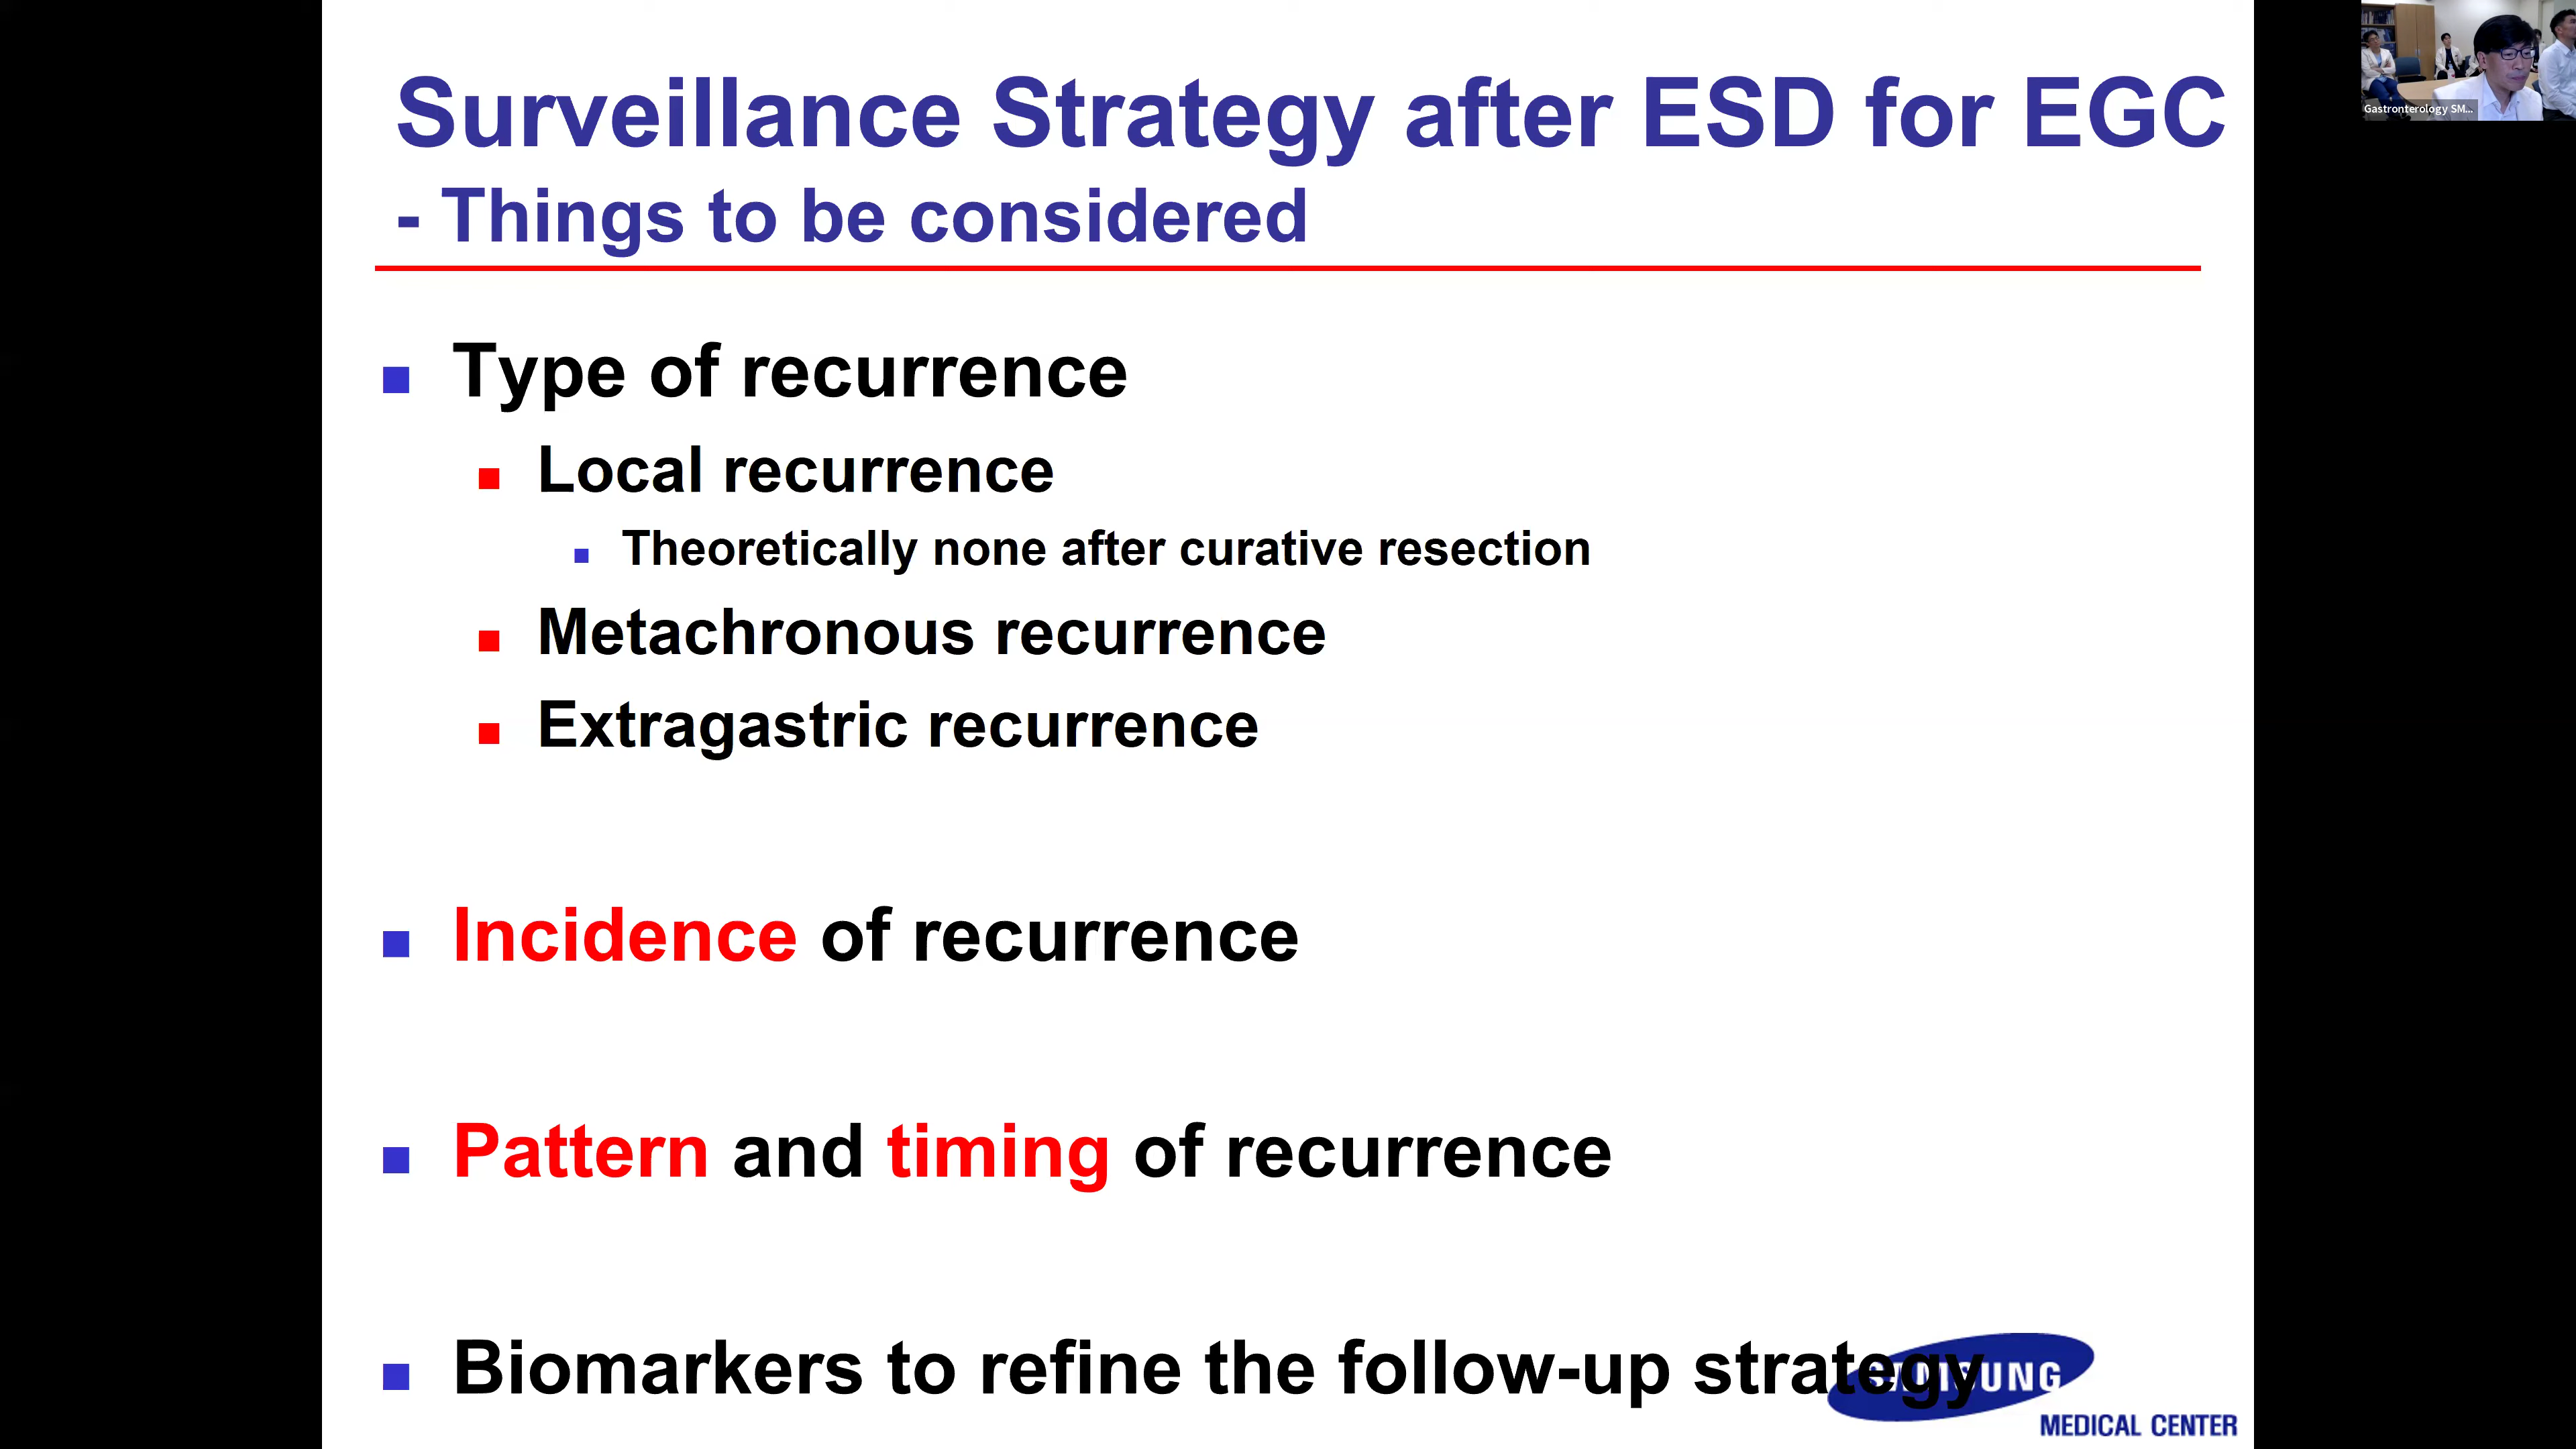 Surveillance Strategy after ESD for EGC
- Things to be considered
Type of recurrence
Local recurrence
Theoretically none after curative resection
Metachronous recurrence
Extragastric recurrence
Incidence of recurrence
Pattern and timing of recurrence
Biomarkers to refine the follow-up strategy
SAMSUNG
MEDICAL CENTER
Gastronterology SM...